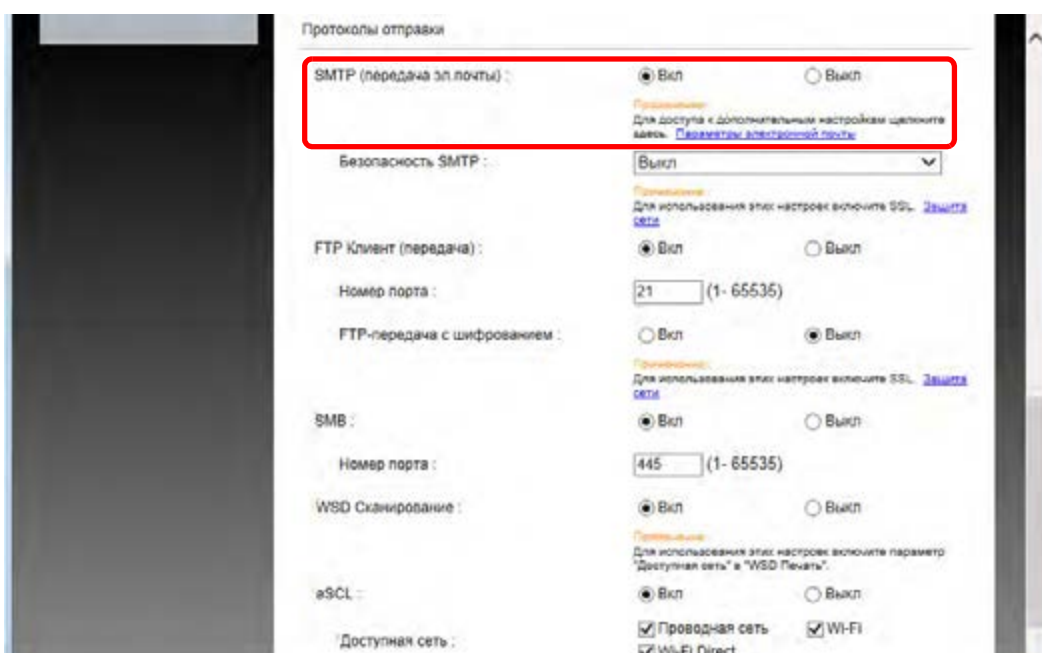 Протоколы отправки
SMTP (передача эл.почты) :
Вкл
Выкл
Примечание:
Для доступа к дополнительным настройкам щелкните
здесь. Параметры электронной почты
Безопасность SMTP :
Выкл
Примечание:
Для использования этих настроек включите SSL. Защита
сети
FTP Клиент (передача) :
Вкл
Выкл
Номер порта :
21 (1- 65535)
FTP-передача с шифрованием :
Вкл
Выкл
Примечание:
Для использования этих настроек включите SSL. Защита
сети
SMB :
Вкл
Выкл
Номер порта :
445 (1- 65535)
WSD Сканирование :
Вкл
Выкл
Примечание:
Для использования этих настроек включите параметр
"Доступная сеть" в "WSD Печать".
eSCL :
Вкл
Выкл
Доступная сеть :
Проводная сеть
Wi-Fi
Wi-Fi Direct